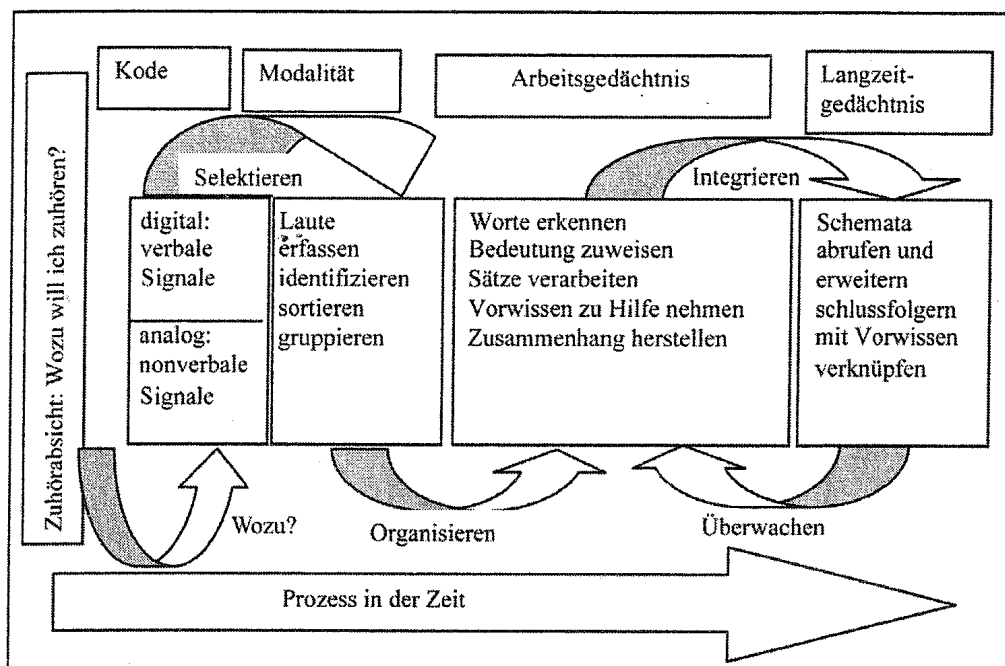 Zuhörabsicht: Wozu will ich zuhören?
Kode
Modalität
Arbeitsgedächtnis
Langzeit-
gedächtnis
Selektieren
Integrieren
digital:
verbale
Signale
analog:
nonverbale
Signale
Laute
erfassen
identifizieren
sortieren
gruppieren
Worte erkennen
Bedeutung zuweisen
Sätze verarbeiten
Vorwissen zu Hilfe nehmen
Zusammenhang herstellen
Schemata
abrufen und
erweitern
schlussfolgern
mit Vorwissen
verknüpfen
Wozu?
Organisieren
Überwachen
Prozess in der Zeit